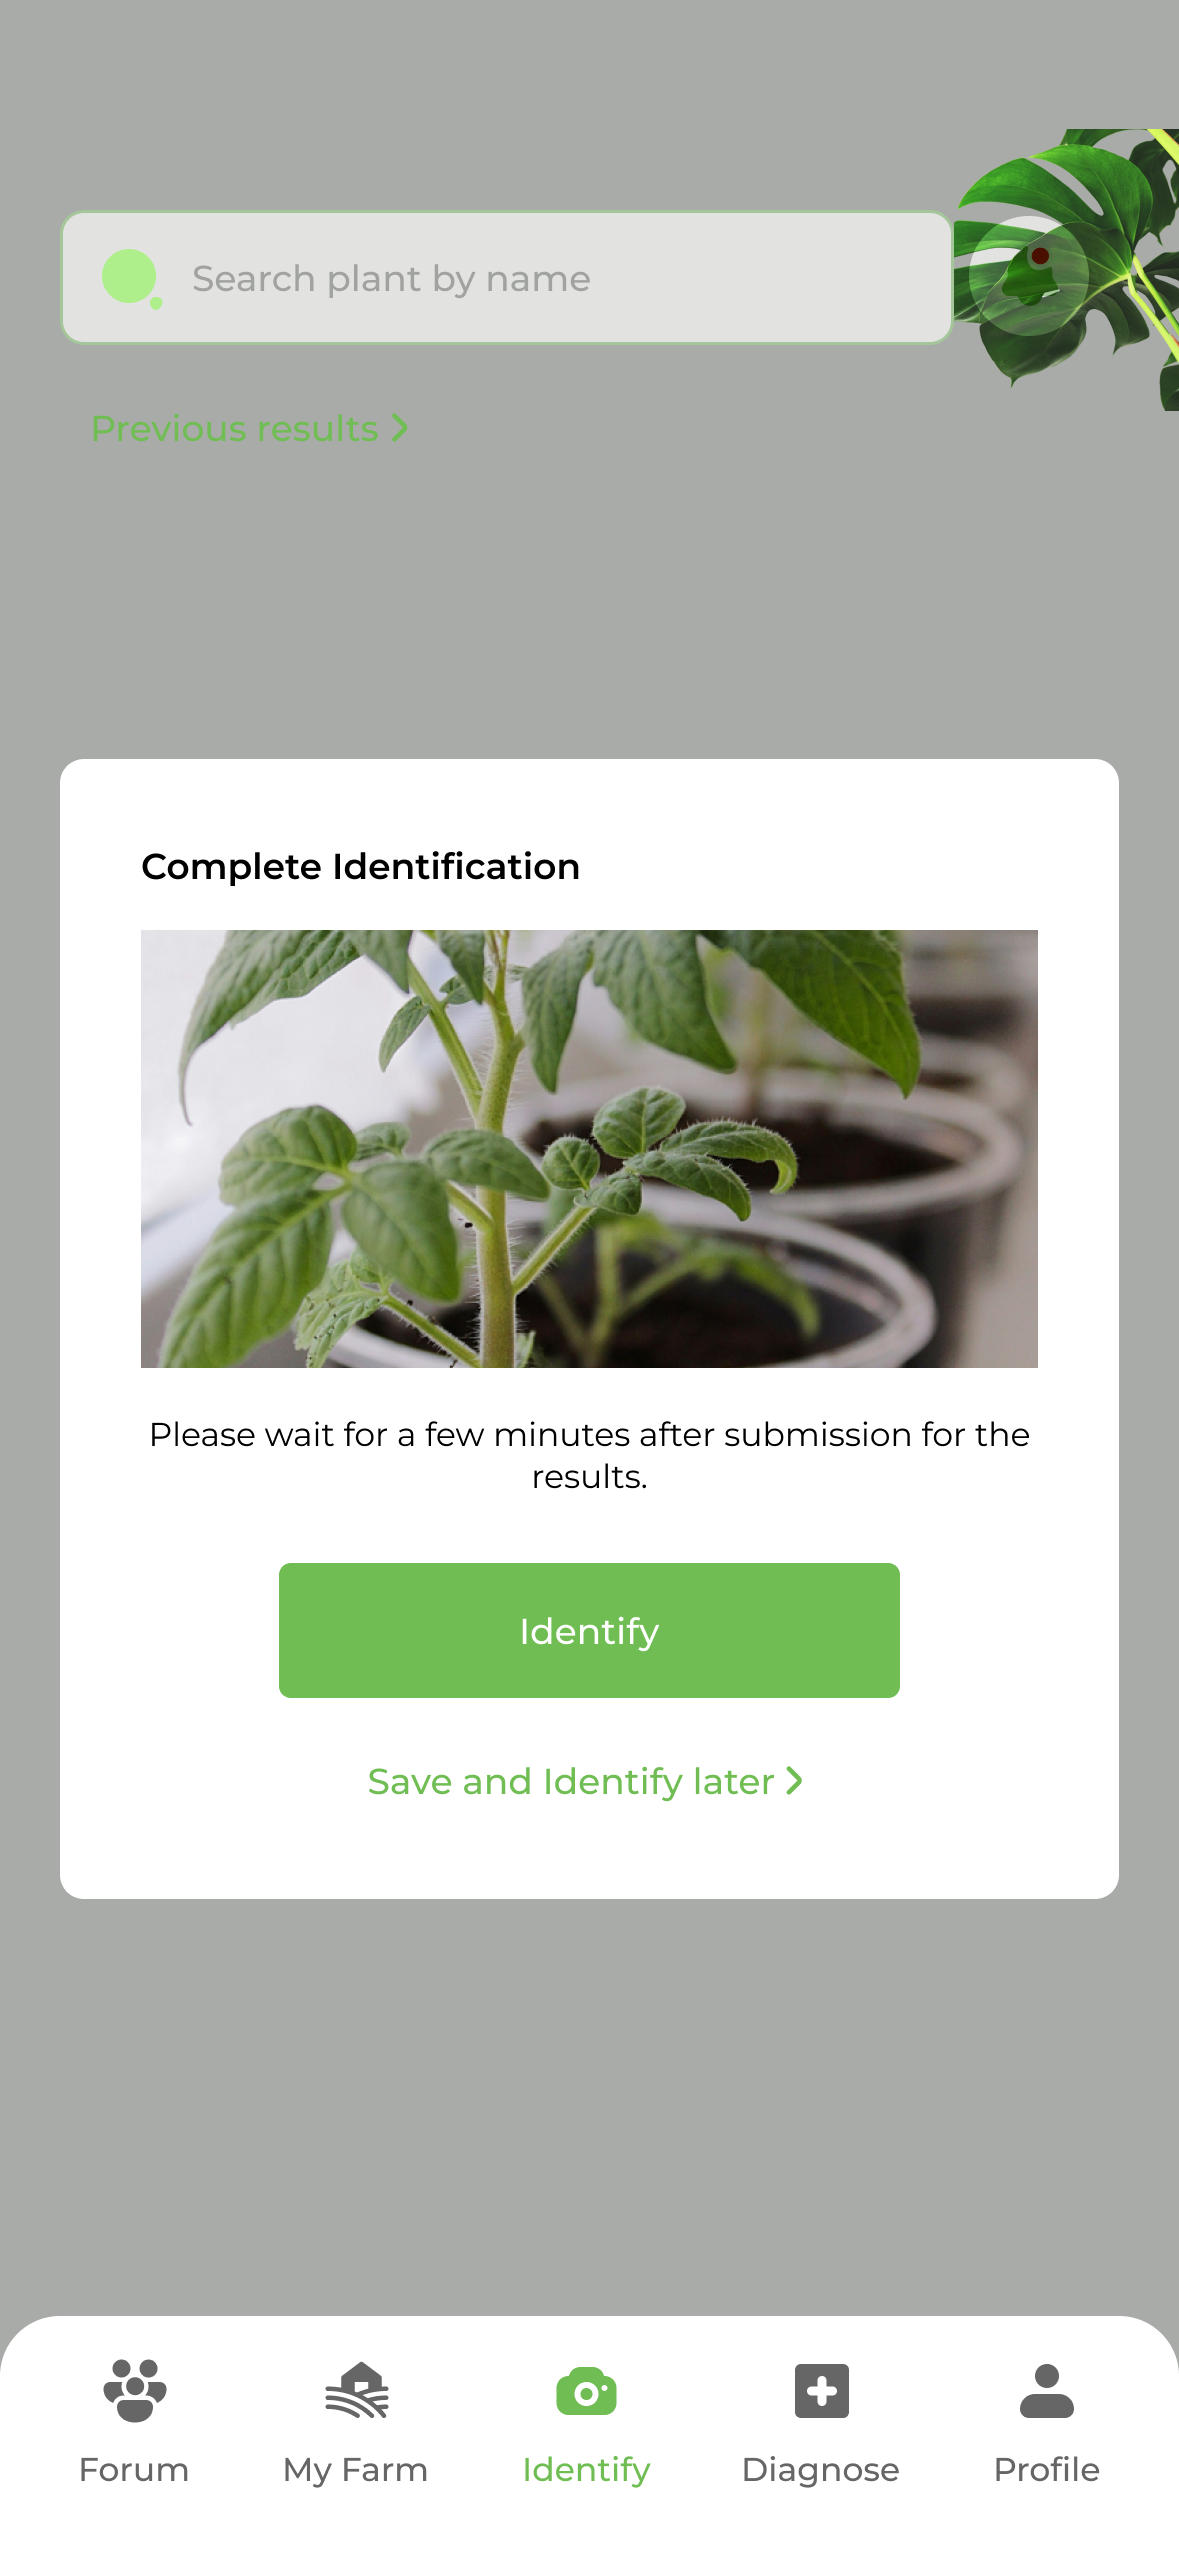 Search plant by name
Previous results
Complete Identification
Please wait for a few minutes after submission for the
results.
Identify
Save and Identify later
Forum
My Farm
Identify
Diagnose
Profile